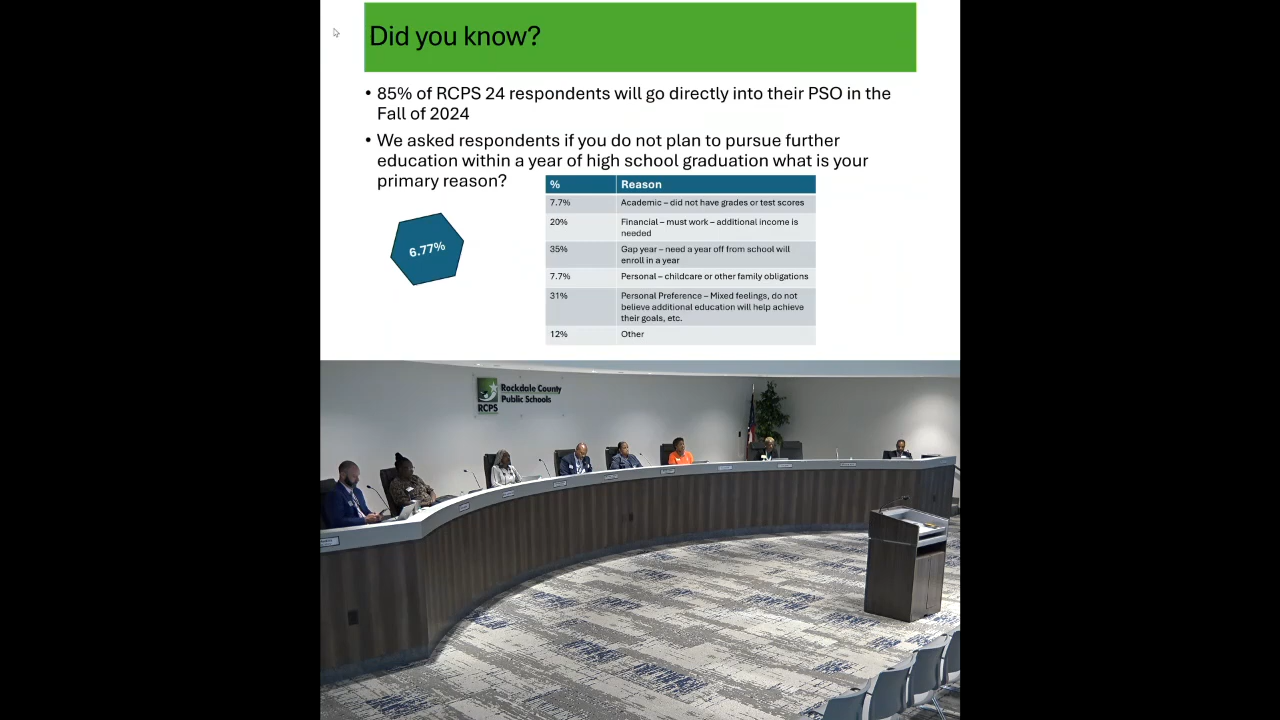 Did you know?
• 85% of RCPS 24 respondents will go directly into their PSO in the
Fall of 2024
• We asked respondents if you do not plan to pursue further
education within a year of high school graduation what is your
primary reason?
% Reason
7.7% Academic – did not have grades or test scores
20% Financial – must work – additional income is
needed
35% Gap year – need a year off from school will
enroll in a year
7.7% Personal – childcare or other family obligations
31% Personal Preference – Mixed feelings, do not
believe additional education will help achieve
their goals, etc.
12% Other
6.77%
Rockdale County
Public Schools
RCPS